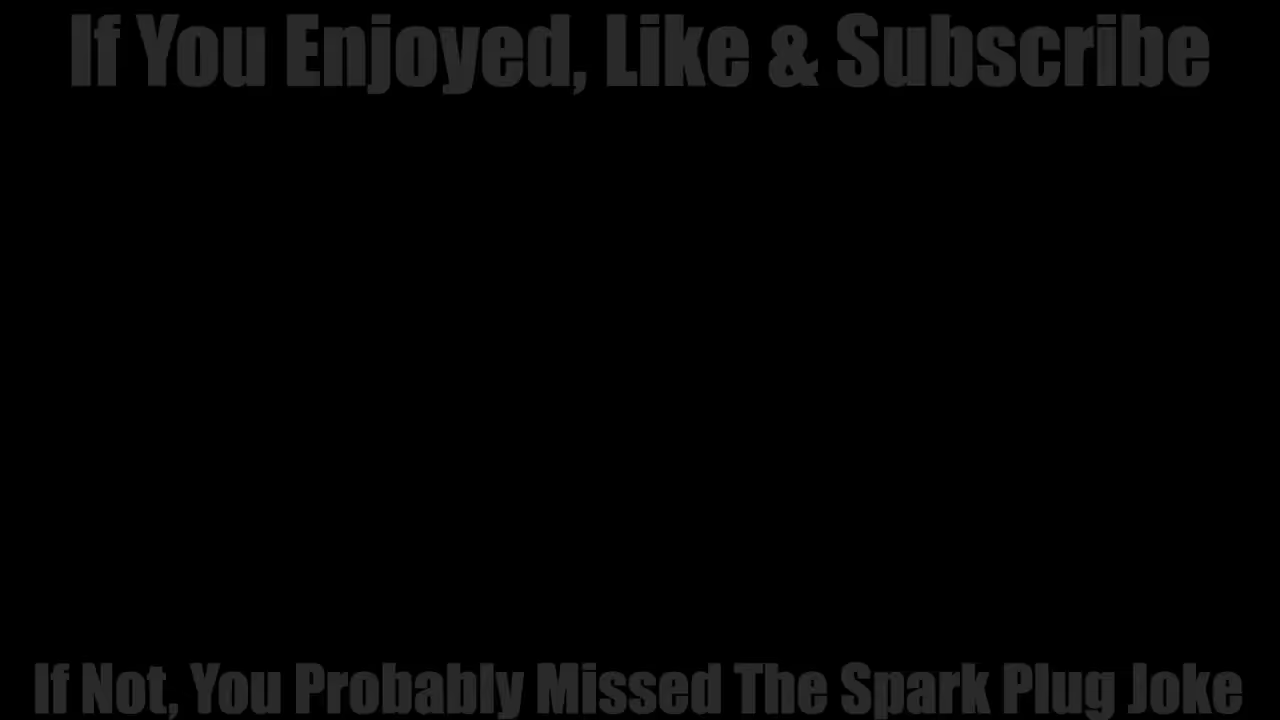 If You Enjoyed, Like & Subscribe
If Not, You Probably Missed The Spark Plug Joke